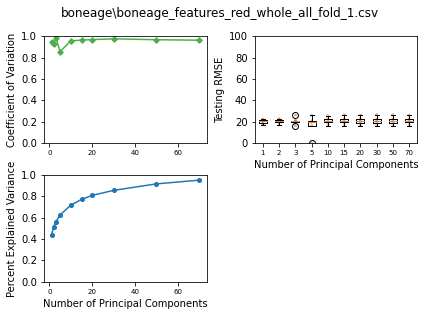 boneage\boneage_features_red_whole_all_fold_1.csv
Coefficient of Variation
1.0
0.8
0.6
0.4
0.2
0.0
20 40 60
Testing RMSE
100
80
60
40
20
0
1 2 3 5 10 15 20 30 50 70
Number of Principal Components
Percent Explained Variance
1.0
0.8
0.6
0.4
0.2
0.0
20 40 60
Number of Principal Components